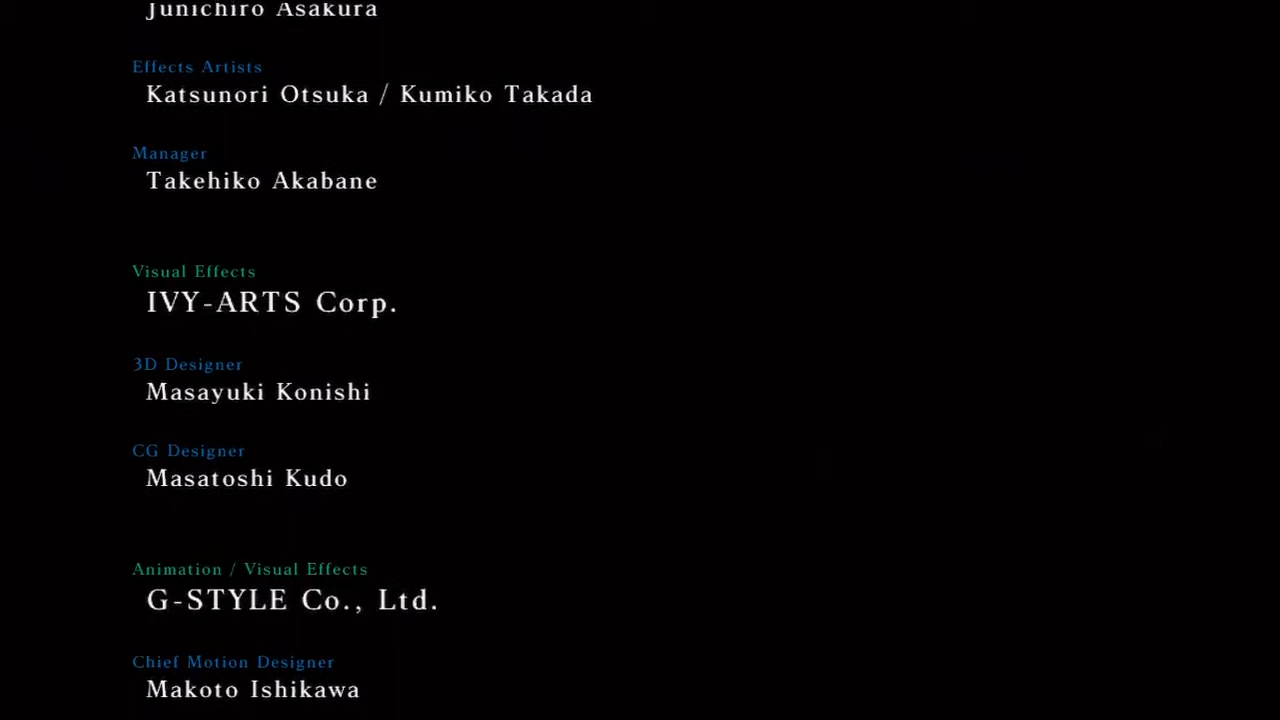 Junichiro Asakura
Effects Artists
Katsunori Otsuka / Kumiko Takada
Manager
Takehiko Akabane
Visual Effects
IVY-ARTS Corp.
3D Designer
Masayuki Konishi
CG Designer
Masatoshi Kudo
Animation / Visual Effects
G-STYLE Co., Ltd.
Chief Motion Designer
Makoto Ishikawa